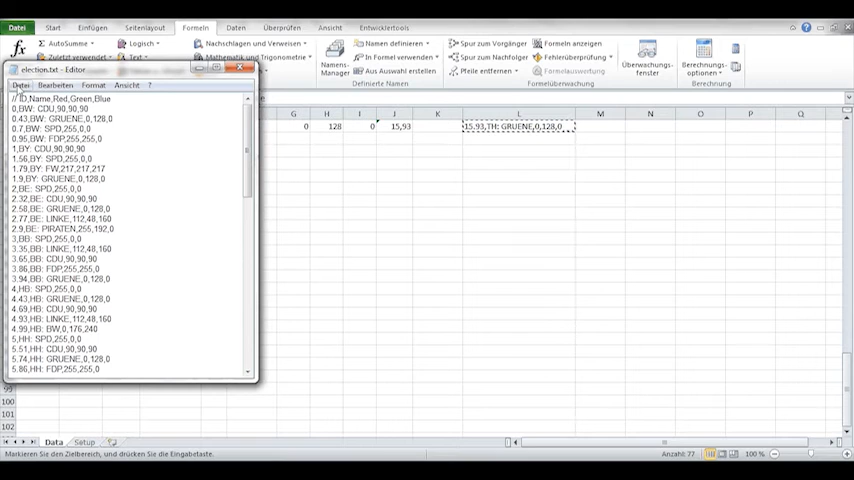 Datei Start Einfügen Seitenlayout Formeln Daten Überprüfen Ansicht Entwicklertools
fx AutoSumme Logisch Nachschlagen und Verweisen Namen definieren Spur zum Vorgänger Formeln anzeigen
Zuletzt verwendet Text Mathematik und Trigonometrie In Formel verwenden Spur zum Nachfolger Fehlerüberprüfung
Namens-Manager Aus Auswahl erstellen Pfeile entfernen Formelauswertung Überwachungs-fenster
Formelüberwachung
election.txt - Editor
Datei Bearbeiten Format Ansicht ?
// ID,Name,Red,Green,Blue
0,BW: CDU,90,90,90
0.43,BW: GRUENE,0,128,0
0.7,BW: SPD,255,0,0
0.95,BW: FDP,255,255,0
1,BY: CDU,90,90,90
1.56,BY: SPD,255,0,0
1.79,BY: FW,217,217,217
1.9,BY: GRUENE,0,128,0
2,BE: SPD,255,0,0
2.32,BE: CDU,90,90,90
2.58,BE: GRUENE,0,128,0
2.77,BE: LINKE,112,48,160
2.9,BE: PIRATEN,255,192,0
3,BB: SPD,255,0,0
3.35,BB: LINKE,112,48,160
3.65,BB: CDU,90,90,90
3.86,BB: FDP,255,255,0
3.94,BB: GRUENE,0,128,0
4,HB: SPD,255,0,0
4.43,HB: GRUENE,0,128,0
4.69,HB: CDU,90,90,90
4.93,HB: LINKE,112,48,160
4.99,HB: BW,0,176,240
5,HH: SPD,255,0,0
5.51,HH: CDU,90,90,90
5.74,HH: GRUENE,0,128,0
5.86,HH: FDP,255,255,0
G H I J K L M N O P Q
0 128 0 15,93 15.93,TH: GRUENE,0,128,0
99
100
101
102
Data Setup
Markieren Sie den Zielbereich, und drücken Sie die Eingabetaste. Anzahl: 77 100 %